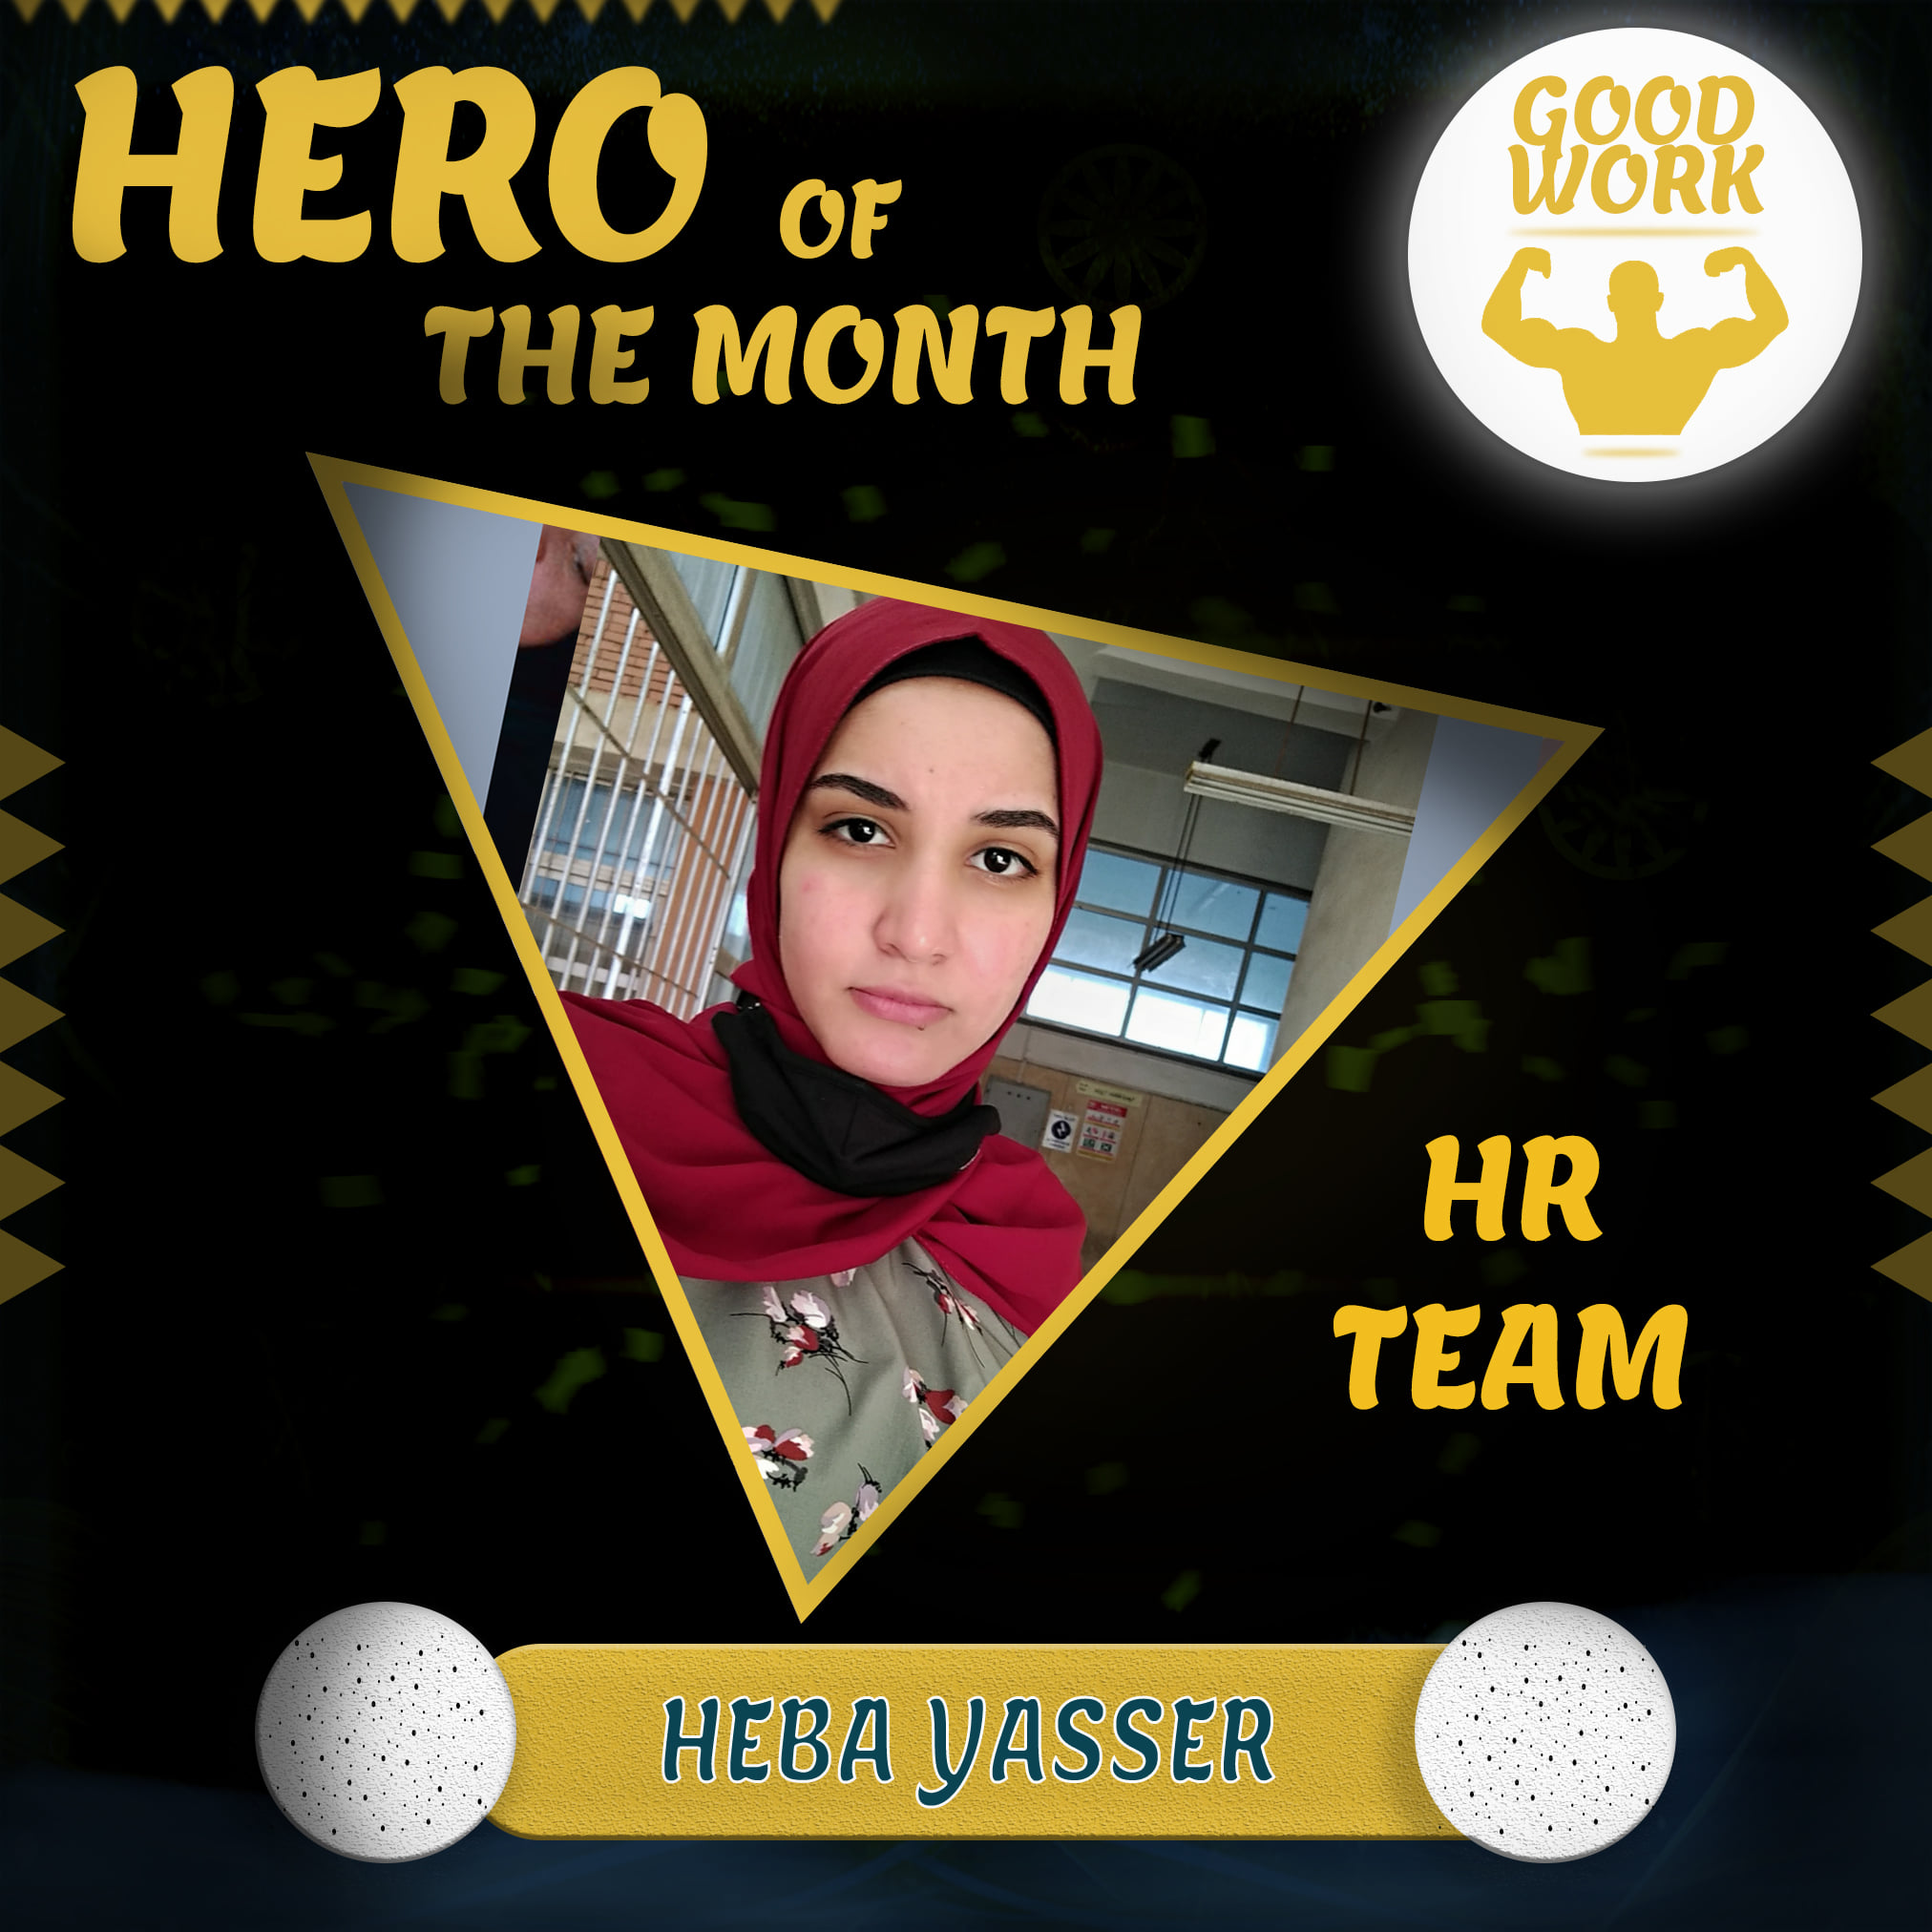 HERO OF
THE MONTH
GOOD
WORK
HR
TEAM
HEBA YASSER